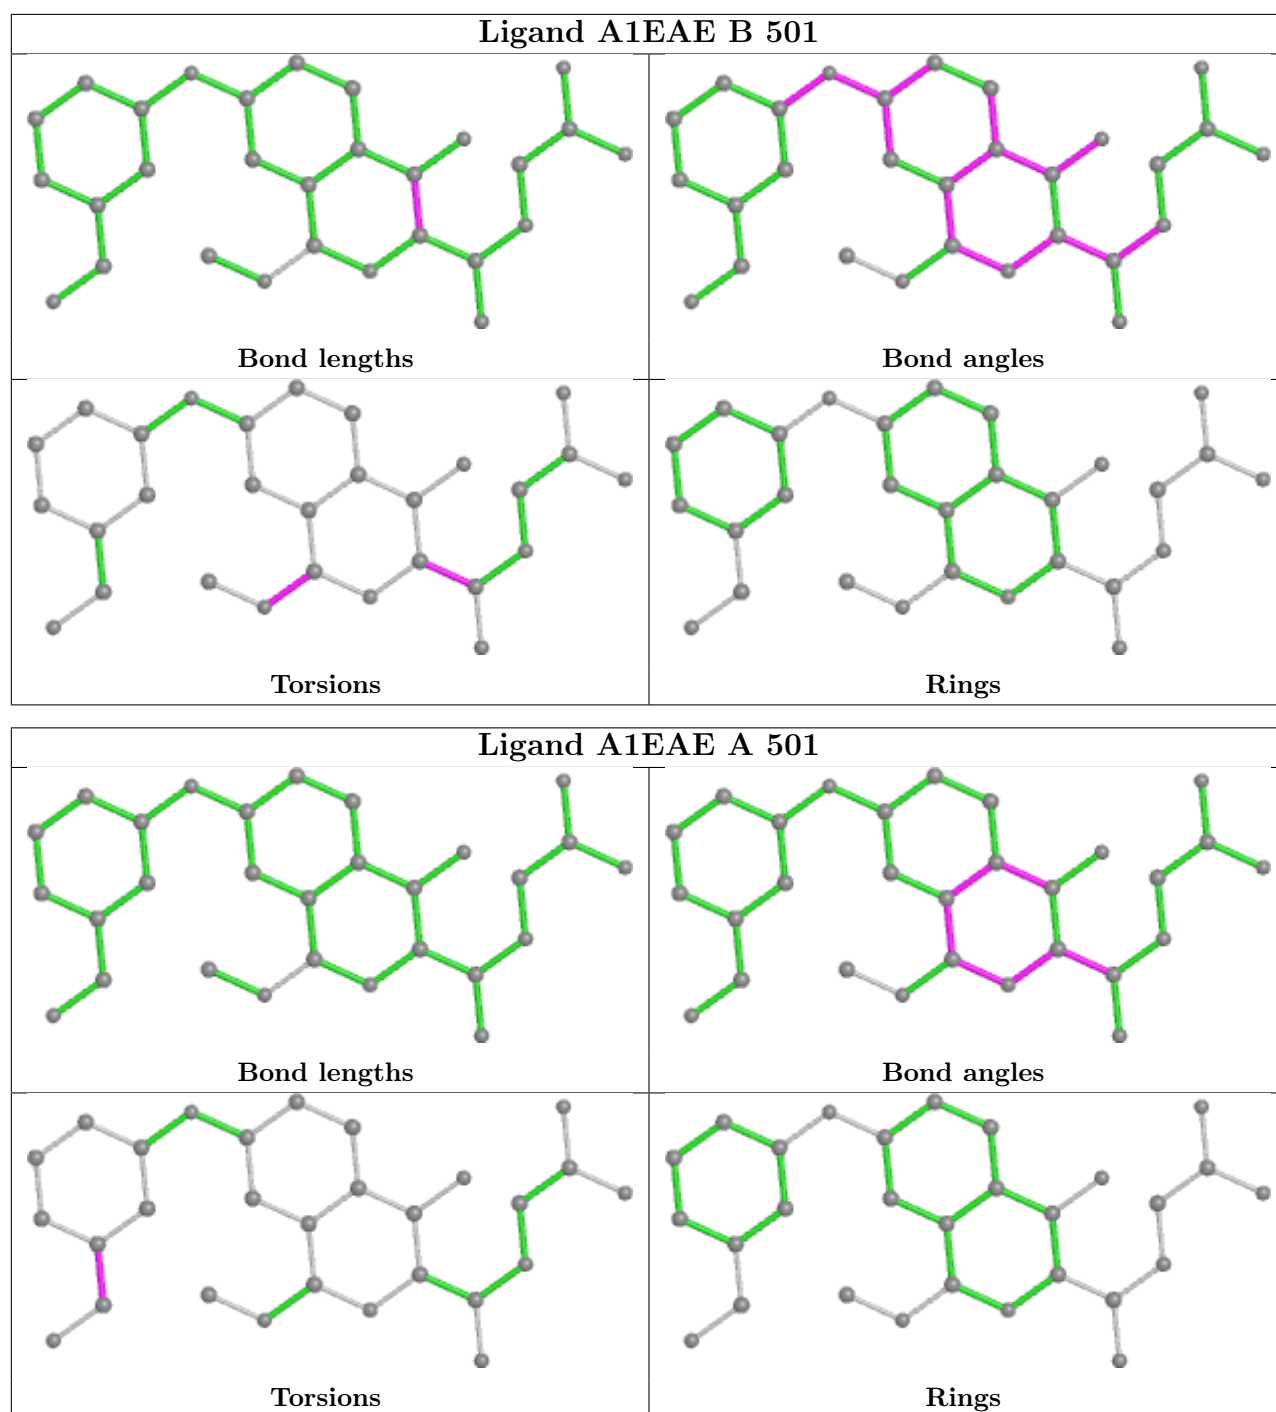 Ligand A1EAE B 501
Bond lengths
Bond angles
Torsions
Rings
Ligand A1EAE A 501
Bond lengths
Bond angles
Torsions
Rings